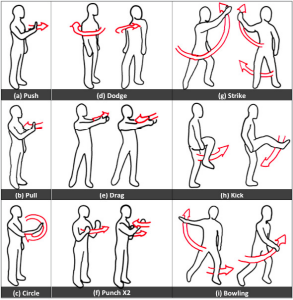 (a) Push
(d) Dodge
(g) Strike
(b) Pull
(e) Drag
(h) Kick
(c) Circle
(f) Punch X2
(i) Bowling